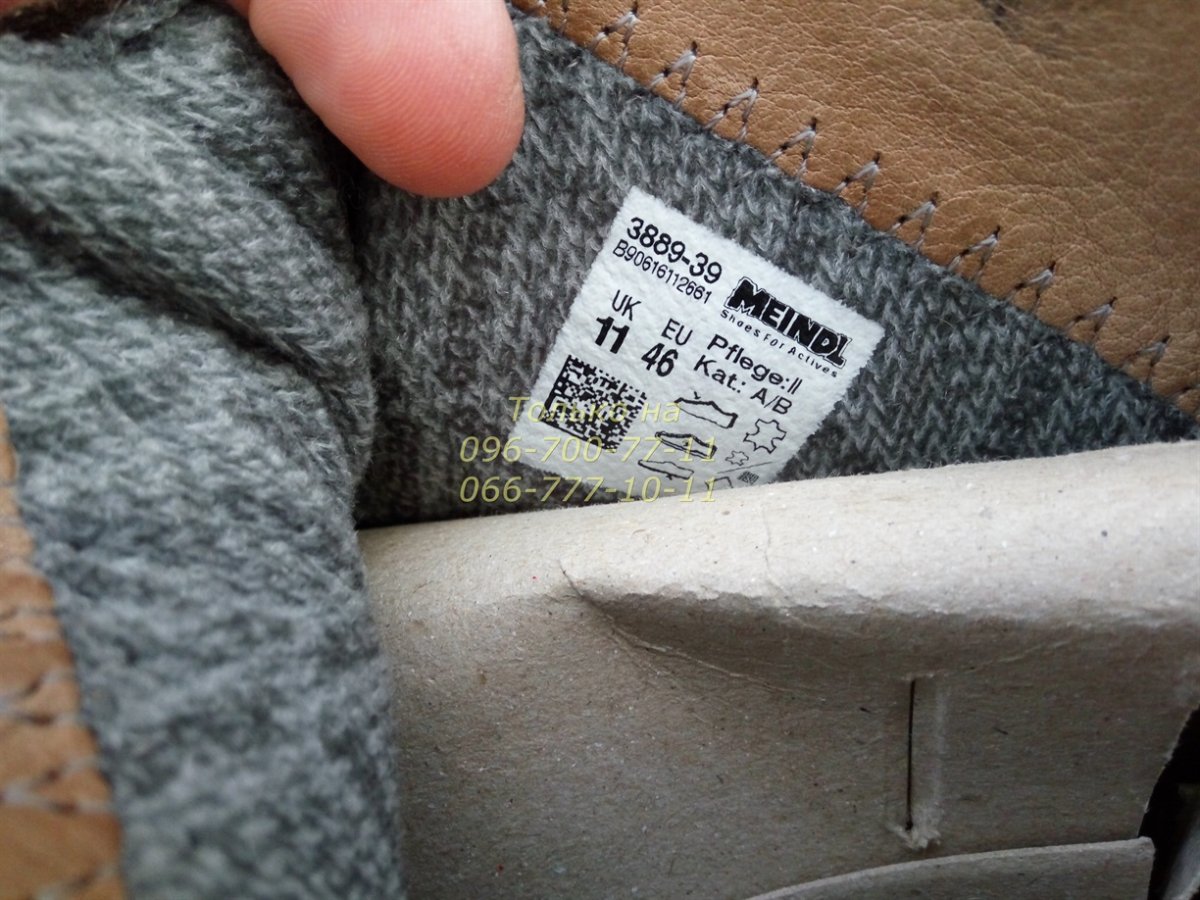 3889-39
B90616112661
MEINDL
Shoes For Actives
UK
11
EU
46
Pflege: II
Kat.: A/B
Только на
096-700-77-11
066-777-10-11